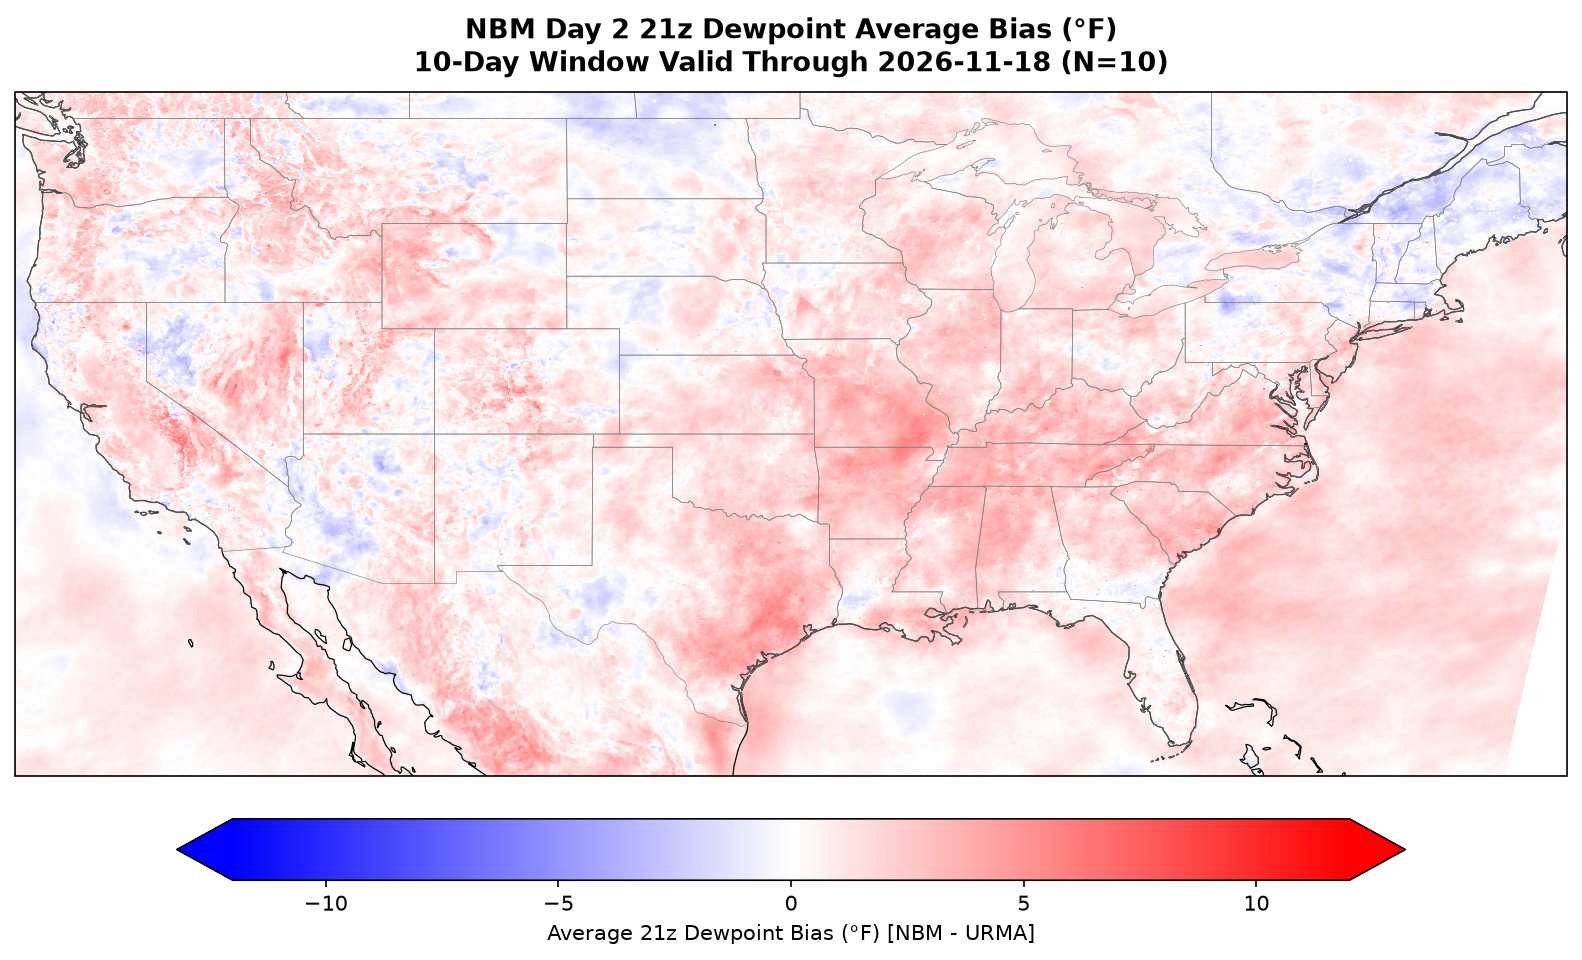 NBM Day 2 21z Dewpoint Average Bias (°F)
10-Day Window Valid Through 2026-11-18 (N=10)
−10 −5 0 5 10
Average 21z Dewpoint Bias (°F) [NBM - URMA]